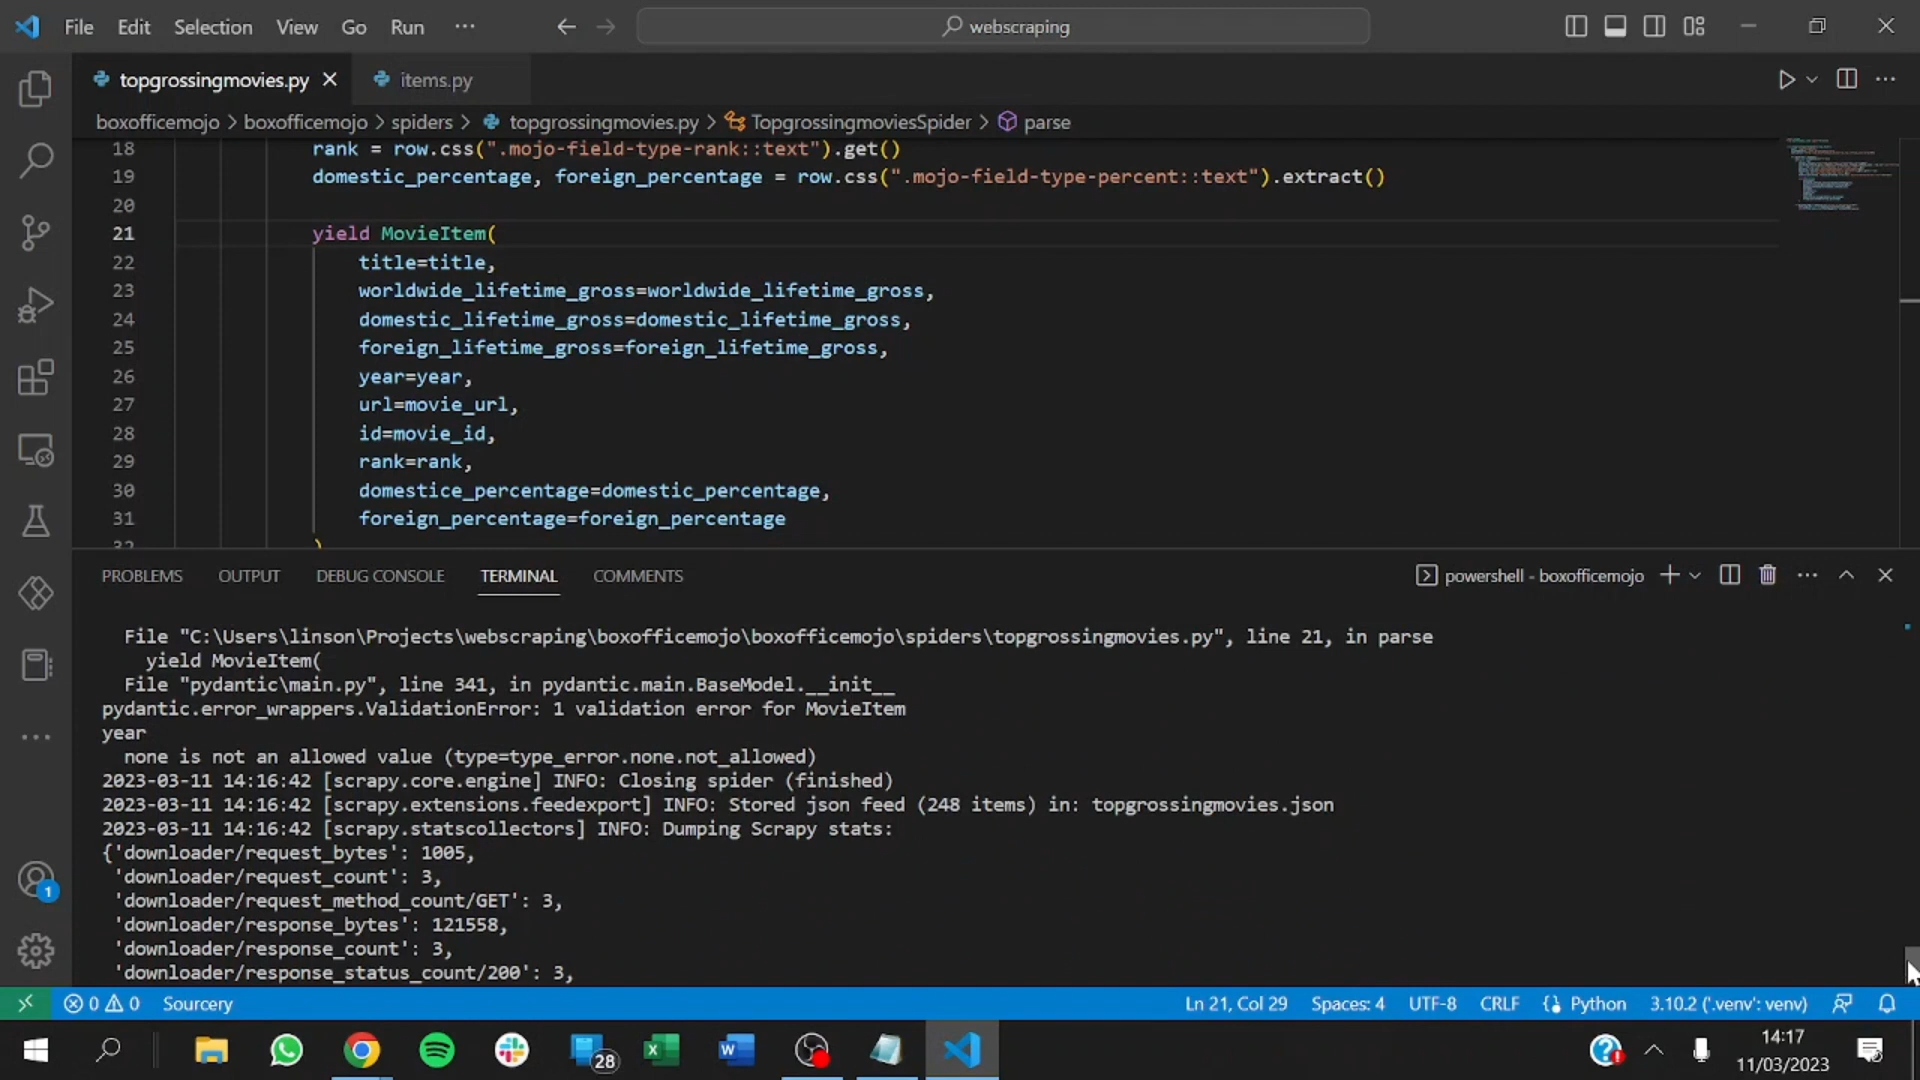 File Edit Selection View Go Run ··· webscraping
topgrossingmovies.py items.py
boxofficemojo > boxofficemojo > spiders > topgrossingmovies.py > TopgrossingmoviesSpider > parse
18 rank = row.css(".mojo-field-type-rank::text").get()
19 domestic_percentage, foreign_percentage = row.css(".mojo-field-type-percent::text").extract()
20
21 yield MovieItem(
22 title=title,
23 worldwide_lifetime_gross=worldwide_lifetime_gross,
24 domestic_lifetime_gross=domestic_lifetime_gross,
25 foreign_lifetime_gross=foreign_lifetime_gross,
26 year=year,
27 url=movie_url,
28 id=movie_id,
29 rank=rank,
30 domestice_percentage=domestic_percentage,
31 foreign_percentage=foreign_percentage
32 )
PROBLEMS OUTPUT DEBUG CONSOLE TERMINAL COMMENTS powershell - boxofficemojo
File "C:\Users\linson\Projects\webscraping\boxofficemojo\boxofficemojo\spiders\topgrossingmovies.py", line 21, in parse
yield MovieItem(
File "pydantic\main.py", line 341, in pydantic.main.BaseModel.__init__
pydantic.error_wrappers.ValidationError: 1 validation error for MovieItem
year
none is not an allowed value (type=type_error.none.not_allowed)
2023-03-11 14:16:42 [scrapy.core.engine] INFO: Closing spider (finished)
2023-03-11 14:16:42 [scrapy.extensions.feedexport] INFO: Stored json feed (248 items) in: topgrossingmovies.json
2023-03-11 14:16:42 [scrapy.statscollectors] INFO: Dumping Scrapy stats:
{'downloader/request_bytes': 1005,
'downloader/request_count': 3,
'downloader/request_method_count/GET': 3,
'downloader/response_bytes': 121558,
'downloader/response_count': 3,
'downloader/response_status_count/200': 3,
1
0 0 Sourcery Ln 21, Col 29 Spaces: 4 UTF-8 CRLF Python 3.10.2 ('.venv': venv)
28
14:17
11/03/2023